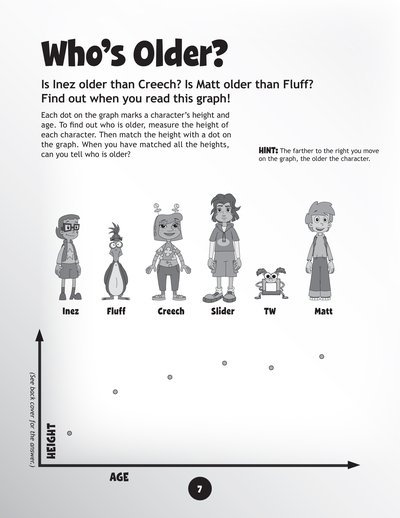 Who's Older?
Is Inez older than Creech? Is Matt older than Fluff?
Find out when you read this graph!
Each dot on the graph marks a character's height and
age. To find out who is older, measure the height of
each character. Then match the height with a dot on
the graph. When you have matched all the heights,
can you tell who is older?
HINT: The farther to the right you move
on the graph, the older the character.
Inez Fluff Creech Slider TW Matt
(See back cover for the answer.)
HEIGHT
AGE
7